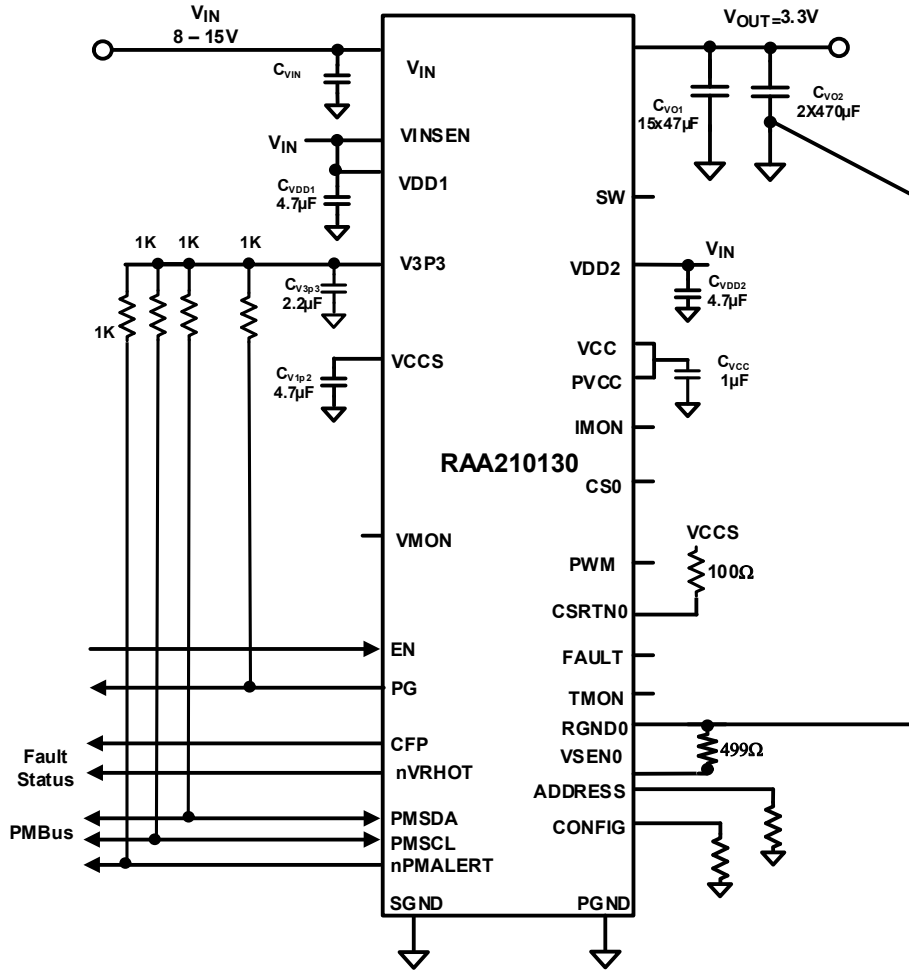 VIN
8 – 15V
CVIN
VIN
VINSEN
VIN
VDD1
CVDD1
4.7µF
1K
1K
1K
1K
V3P3
CV3p3
2.2µF
VCCS
CV1p2
4.7µF
VMON
EN
PG
CFP
nVRHOT
Fault
Status
PMBus
PMSDA
PMSCL
nPMALERT
SGND
RAA210130
VOUT=3.3V
CVO1
15x47µF
CVO2
2X470µF
SW
VDD2
VIN
CVDD2
4.7µF
VCC
PVCC
CVCC
1µF
IMON
CS0
PWM
VCCS
100Ω
CSRTN0
FAULT
TMON
RGND0
VSEN0
499Ω
ADDRESS
CONFIG
PGND